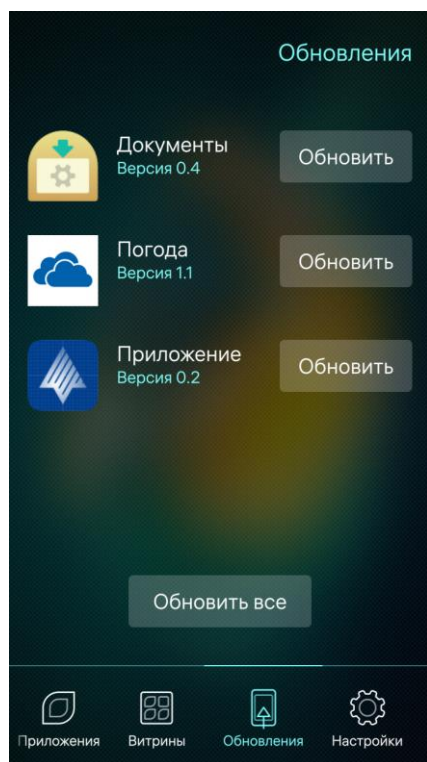 Обновления
Документы
Версия 0.4
Обновить
Погода
Версия 1.1
Обновить
Приложение
Версия 0.2
Обновить
Обновить все
Приложения
Витрины
Обновления
Настройки